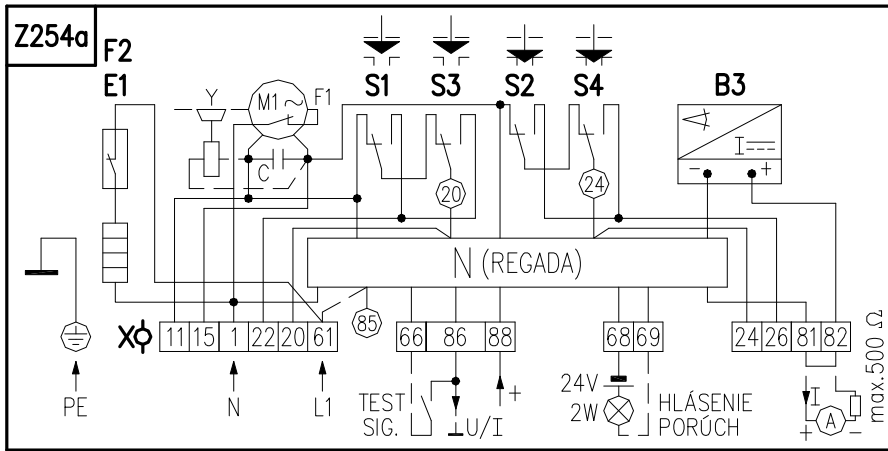 Z254a
F2
E1
Y
M1 ~
F1
C
S1
S3
S2
S4
B3
I
-
+
20
24
N (REGADA)
85
X
11 15 1 22 20 61
66 86 88
68 69
24 26 81 82
PE
N
L1
TEST
SIG.
U/I
+
24V
2W
HLÁSENIE
PORÚCH
I
A
+
-
max.500 Ω